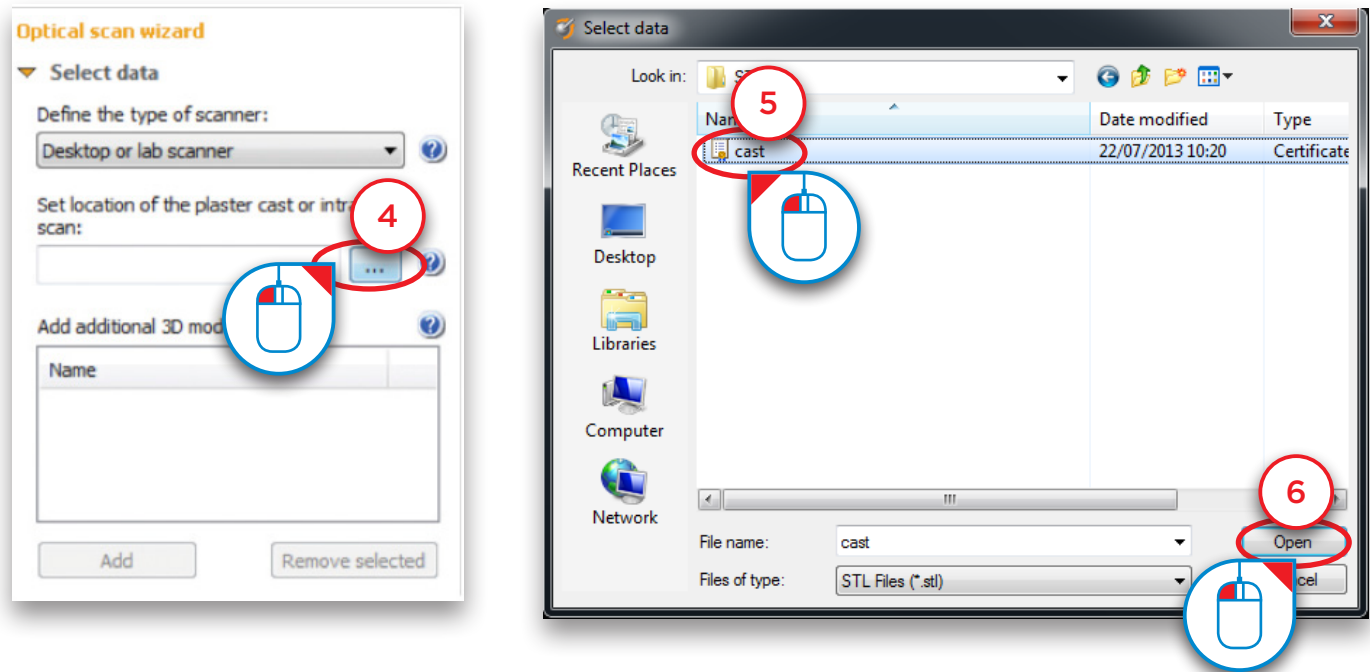 Optical scan wizard
Select data
Define the type of scanner:
Desktop or lab scanner
Set location of the plaster cast or
scan:
4
...
Add additional 3D
Name
Add
Remove selected
Select data
Look in:
5
Date modified
Type
cast
22/07/2013 10:20
Certificate
Recent Places
Desktop
Libraries
Computer
Network
6
File name:
cast
Open
Files of type:
STL Files (*.stl)